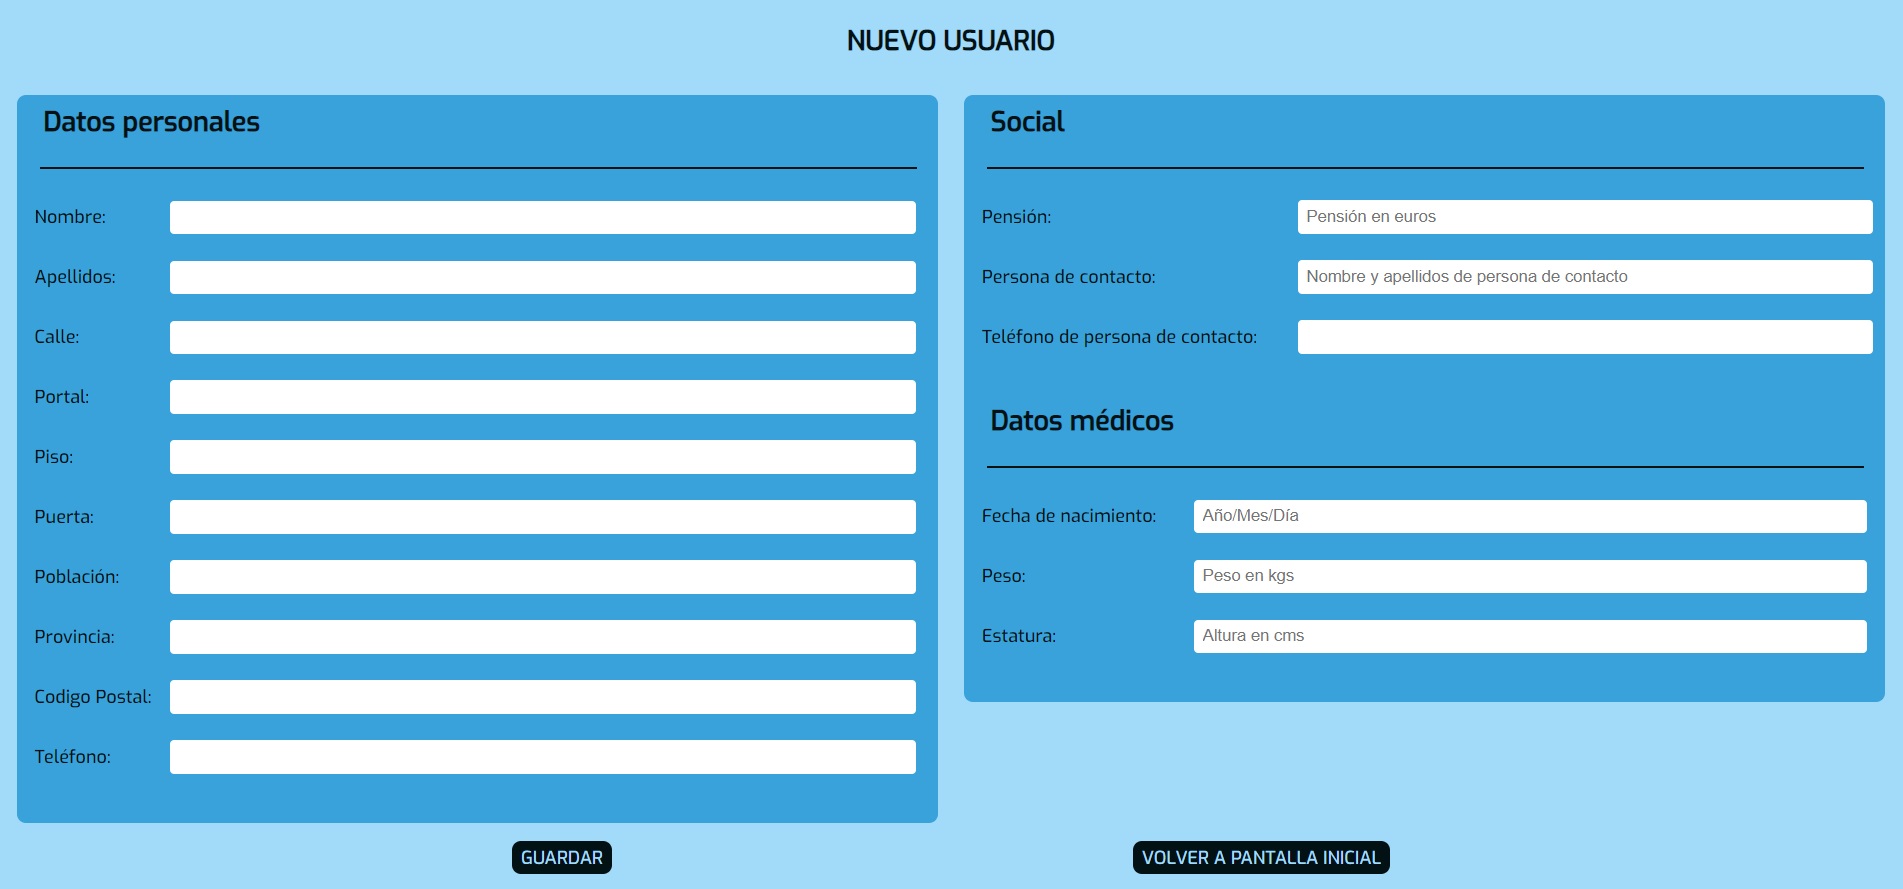 NUEVO USUARIO
Datos personales
Nombre:
Apellidos:
Calle:
Portal:
Piso:
Puerta:
Población:
Provincia:
Codigo Postal:
Teléfono:
Social
Pensión: Pensión en euros
Persona de contacto: Nombre y apellidos de persona de contacto
Teléfono de persona de contacto:
Datos médicos
Fecha de nacimiento: Año/Mes/Día
Peso: Peso en kgs
Estatura: Altura en cms
GUARDAR
VOLVER A PANTALLA INICIAL